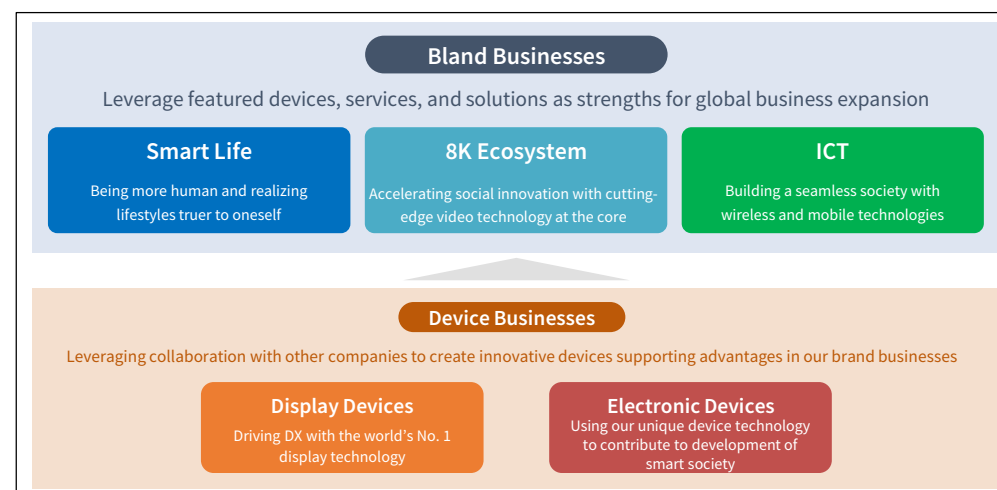 Bland Businesses
Leverage featured devices, services, and solutions as strengths for global business expansion
Smart Life
Being more human and realizing
lifestyles truer to oneself
8K Ecosystem
Accelerating social innovation with cutting-
edge video technology at the core
ICT
Building a seamless society with
wireless and mobile technologies
Device Businesses
Leveraging collaboration with other companies to create innovative devices supporting advantages in our brand businesses
Display Devices
Driving DX with the world's No. 1
display technology
Electronic Devices
Using our unique device technology
to contribute to development of
smart society